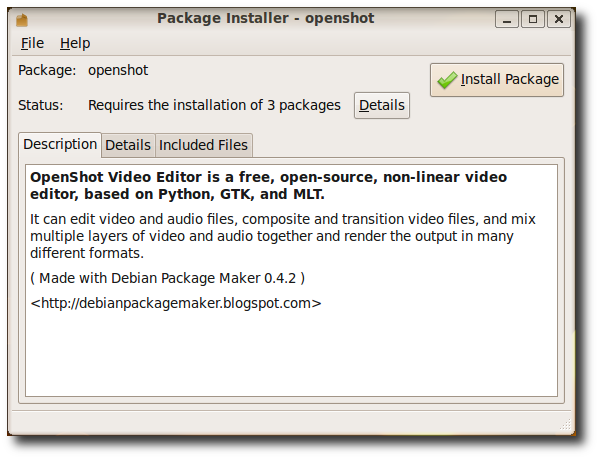 Package Installer - openshot
File Help
Package: openshot
Install Package
Status: Requires the installation of 3 packages Details
Description Details Included Files
OpenShot Video Editor is a free, open-source, non-linear video
editor, based on Python, GTK, and MLT.
It can edit video and audio files, composite and transition video files, and mix
multiple layers of video and audio together and render the output in many
different formats.
( Made with Debian Package Maker 0.4.2 )
<http://debianpackagemaker.blogspot.com>